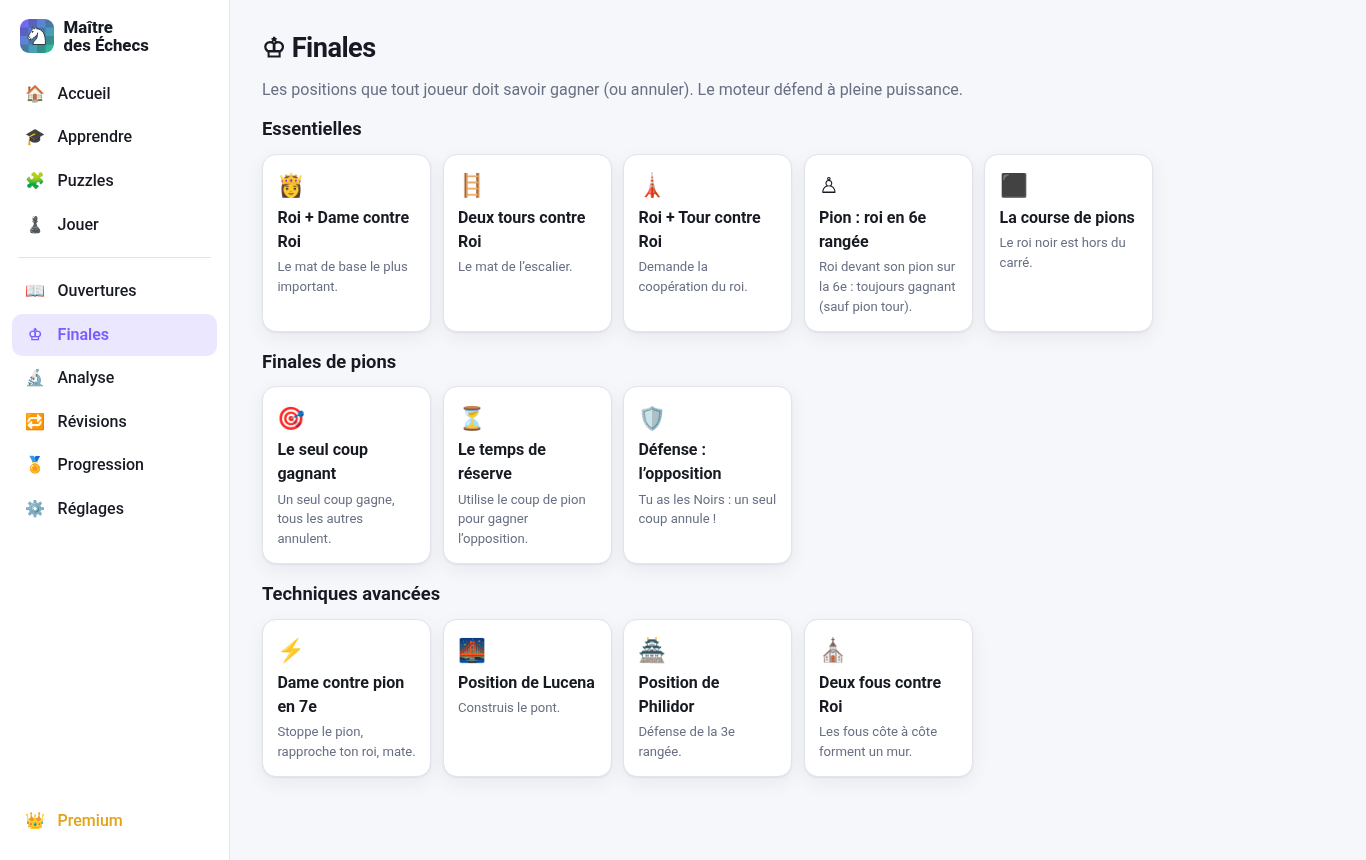 Maître
des Échecs
Accueil
Apprendre
Puzzles
Jouer
Ouvertures
Finales
Analyse
Révisions
Progression
Réglages
Premium
Finales
Les positions que tout joueur doit savoir gagner (ou annuler). Le moteur défend à pleine puissance.
Essentielles
Roi + Dame contre
Roi
Le mat de base le plus
important.
Deux tours contre
Roi
Le mat de l’escalier.
Roi + Tour contre
Roi
Demande la
coopération du roi.
Pion : roi en 6e
rangée
Roi devant son pion sur
la 6e : toujours gagnant
(sauf pion tour).
La course de pions
Le roi noir est hors du
carré.
Finales de pions
Le seul coup
gagnant
Un seul coup gagne,
tous les autres
annulent.
Le temps de
réserve
Utilise le coup de pion
pour gagner
l’opposition.
Défense :
l’opposition
Tu as les Noirs : un seul
coup annule !
Techniques avancées
Dame contre pion
en 7e
Stoppe le pion,
rapproche ton roi, mate.
Position de Lucena
Construis le pont.
Position de
Philidor
Défense de la 3e
rangée.
Deux fous contre
Roi
Les fous côte à côte
forment un mur.